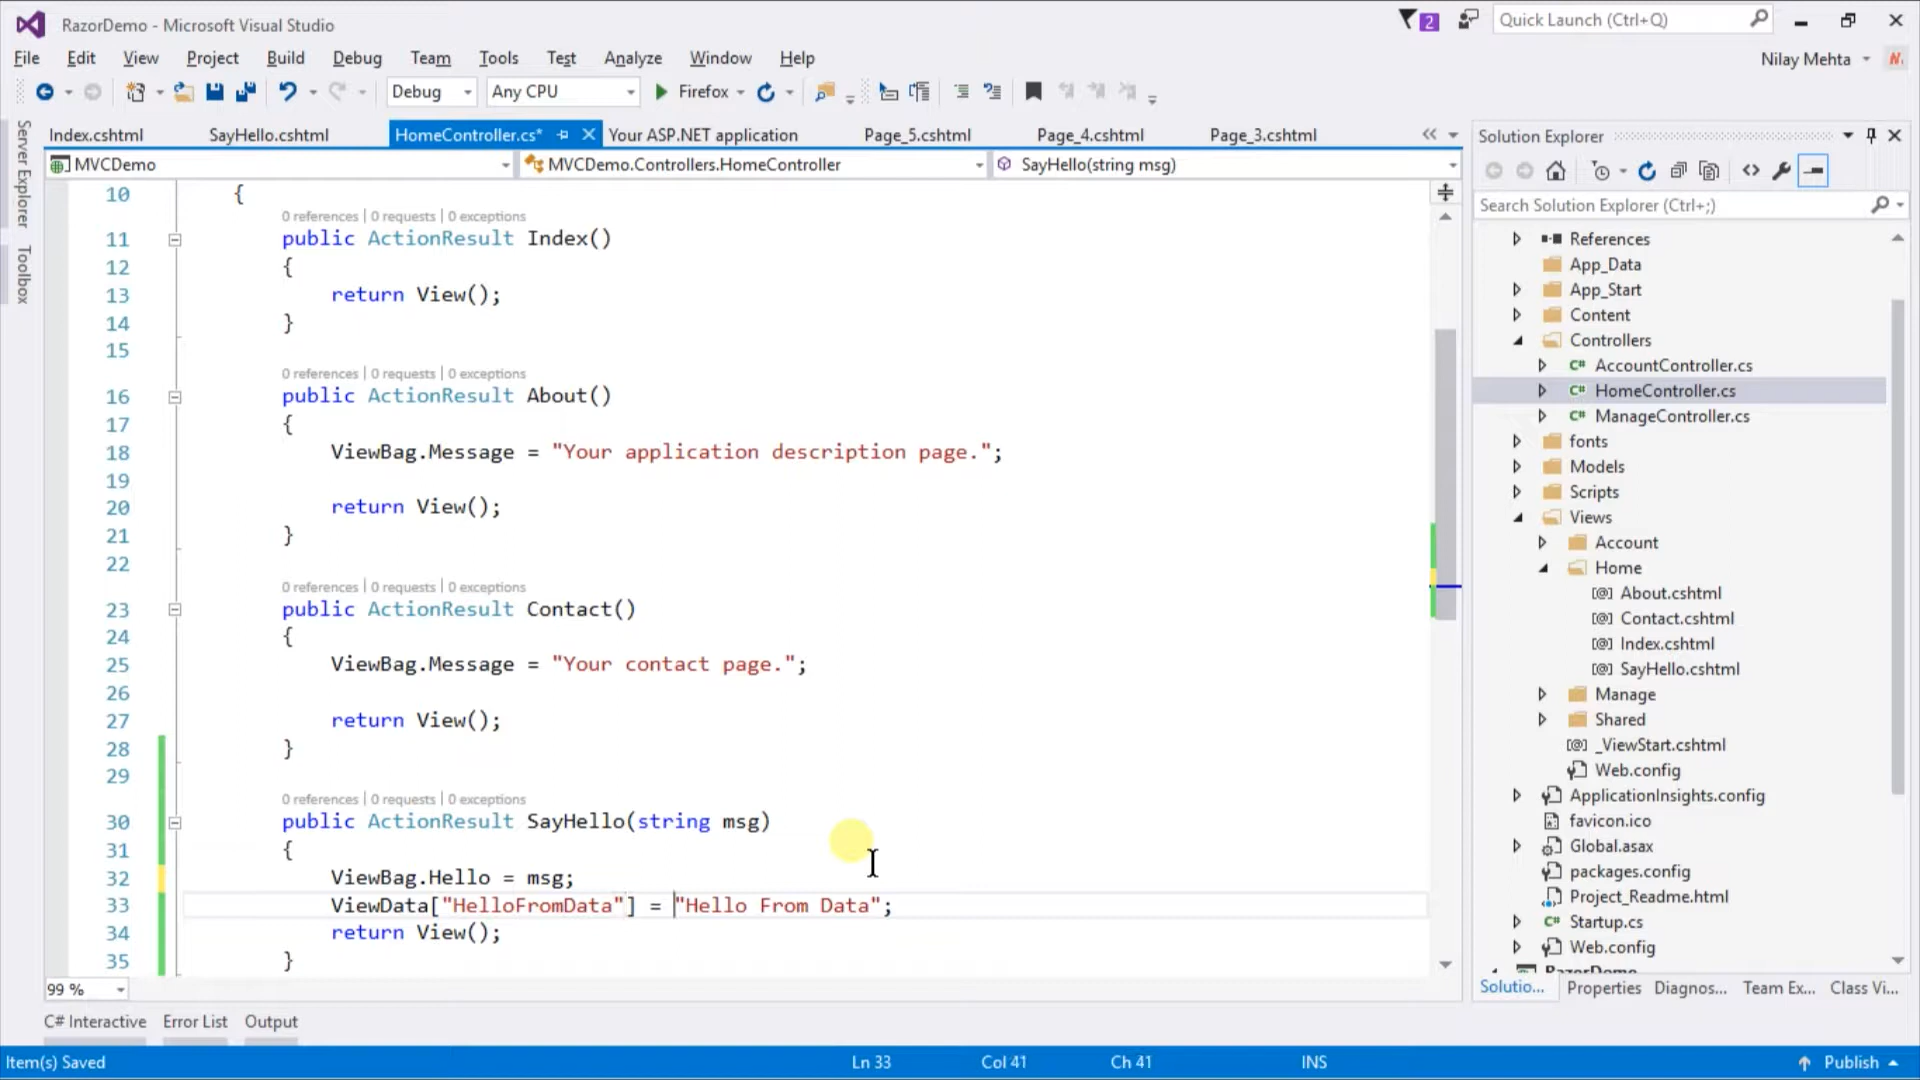 RazorDemo - Microsoft Visual Studio
2
Quick Launch (Ctrl+Q)
File Edit View Project Build Debug Team Tools Test Analyze Window Help
Nilay Mehta
Debug Any CPU Firefox
Index.cshtml SayHello.cshtml HomeController.cs* Your ASP.NET application Page_5.cshtml Page_4.cshtml Page_3.cshtml
MVCDemo MVCDemo.Controllers.HomeController SayHello(string msg)
Server Explorer
Toolbox
10 {
0 references | 0 requests | 0 exceptions
11 public ActionResult Index()
12 {
13 return View();
14 }
15
0 references | 0 requests | 0 exceptions
16 public ActionResult About()
17 {
18 ViewBag.Message = "Your application description page.";
19
20 return View();
21 }
22
0 references | 0 requests | 0 exceptions
23 public ActionResult Contact()
24 {
25 ViewBag.Message = "Your contact page.";
26
27 return View();
28 }
29
0 references | 0 requests | 0 exceptions
30 public ActionResult SayHello(string msg)
31 {
32 ViewBag.Hello = msg;
33 ViewData["HelloFromData"] = "Hello From Data";
34 return View();
35 }
99 %
Solution Explorer
Search Solution Explorer (Ctrl+;)
References
App_Data
App_Start
Content
Controllers
C# AccountController.cs
C# HomeController.cs
C# ManageController.cs
fonts
Models
Scripts
Views
Account
Home
[@] About.cshtml
[@] Contact.cshtml
[@] Index.cshtml
[@] SayHello.cshtml
Manage
Shared
[@] _ViewStart.cshtml
Web.config
ApplicationInsights.config
favicon.ico
Global.asax
packages.config
Project_Readme.html
C# Startup.cs
Web.config
RazorDemo
Solutio... Properties Diagnos... Team Ex... Class Vi...
C# Interactive Error List Output
Item(s) Saved Ln 33 Col 41 Ch 41 INS Publish